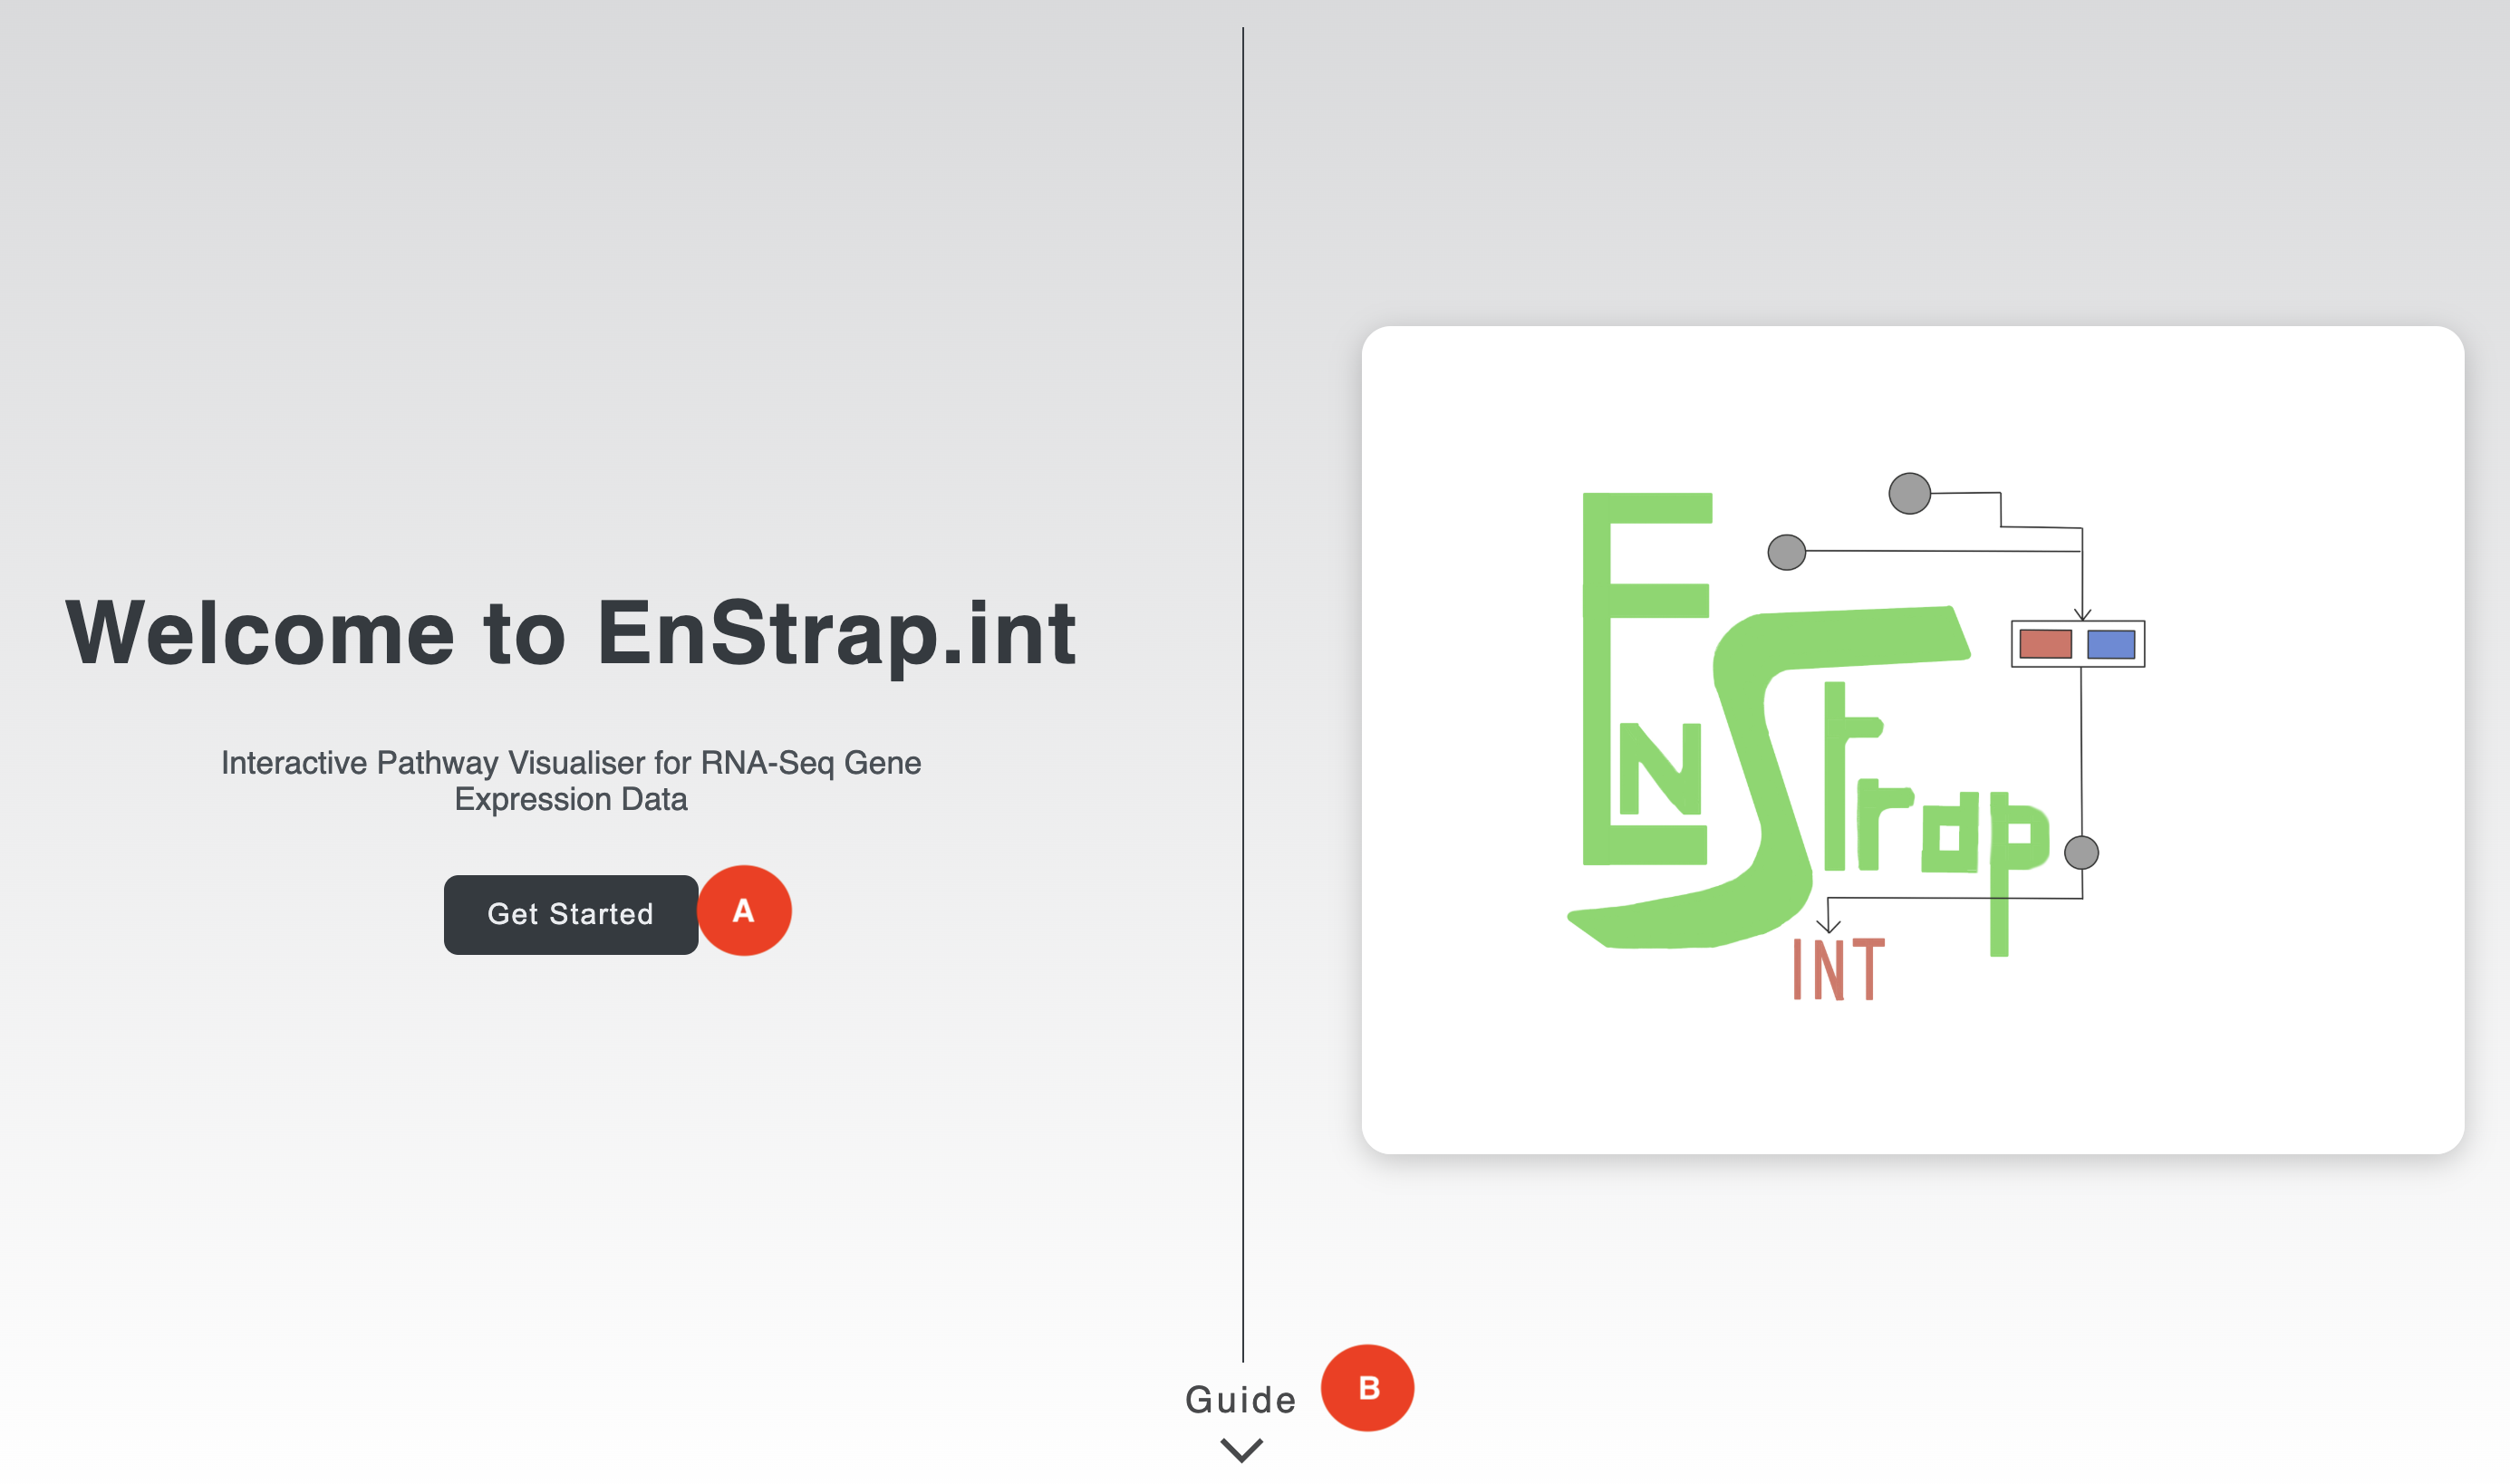 Welcome to EnStrap.int
Interactive Pathway Visualiser for RNA-Seq Gene
Expression Data
Get Started
A
EnStrap
INT
Guide
B